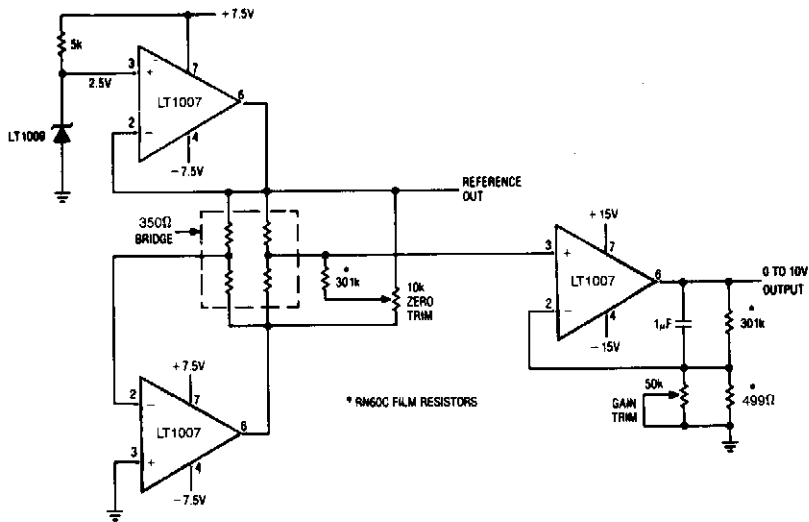 +7.5V
5k
3
+
7
2.5V
6
LT1007
LT1009
2
−
4
−7.5V
REFERENCE
OUT
350Ω
BRIDGE
*
301k
10k
ZERO
TRIM
+15V
3
+
7
LT1007
6
0 TO 10V
OUTPUT
2
−
4
−15V
1µF
*
301k
50k
GAIN
TRIM
*
499Ω
+7.5V
2
−
7
LT1007
6
3
+
4
−7.5V
* RN60C FILM RESISTORS